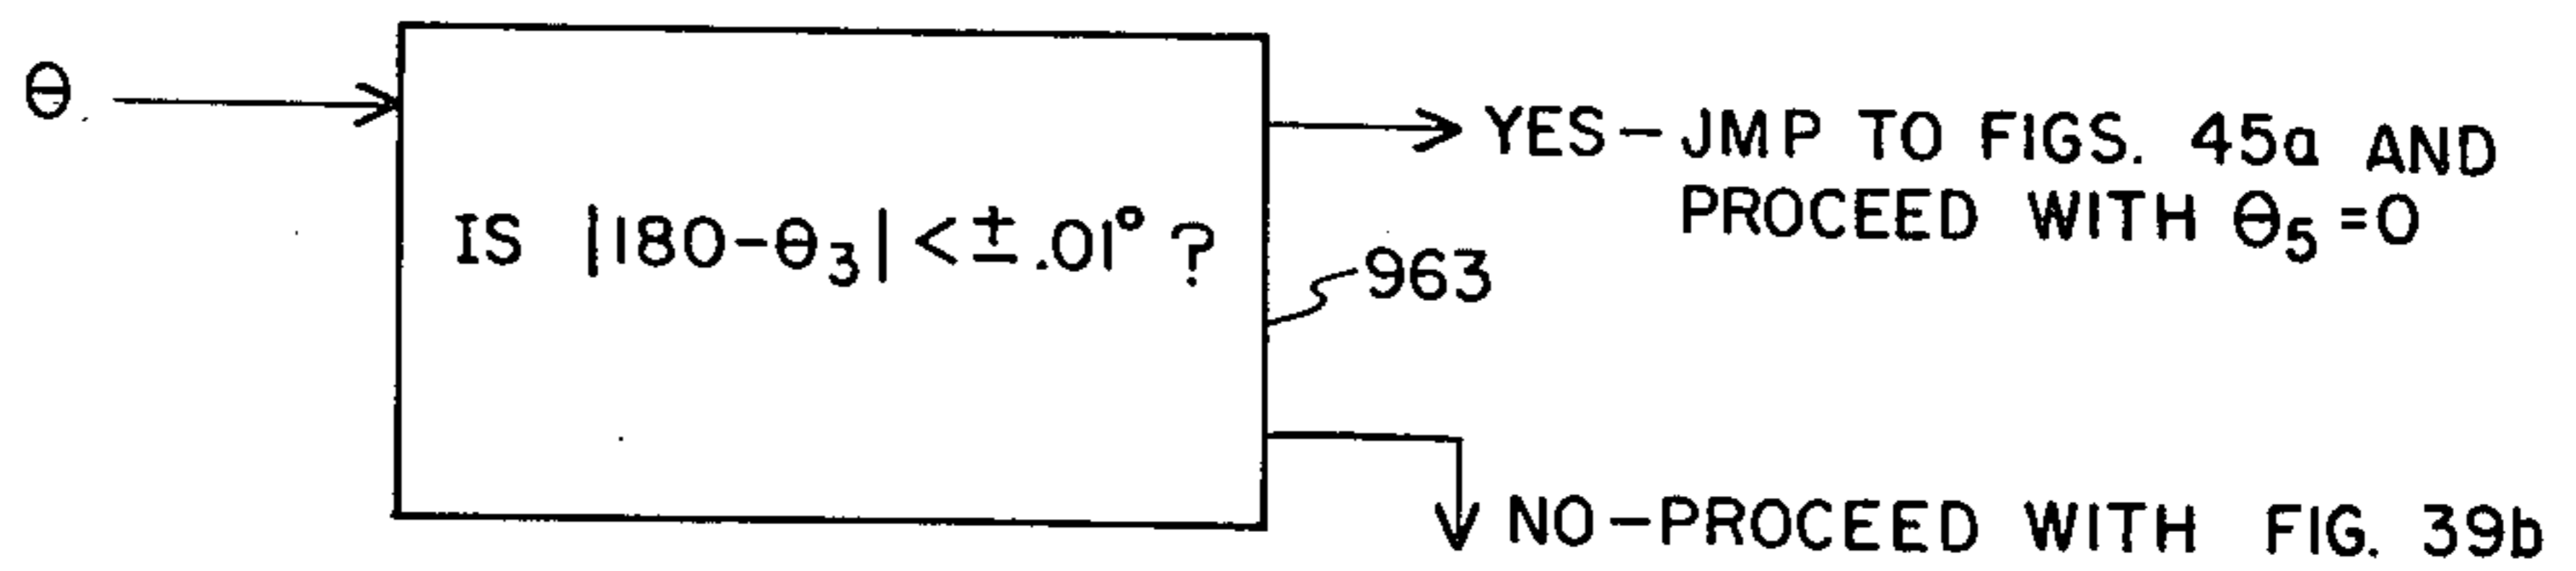 θ
IS |180-θ₃| < ±.01° ?
YES - JMP TO FIGS. 45a AND
PROCEED WITH θ₅ = 0
963
NO - PROCEED WITH FIG. 39b